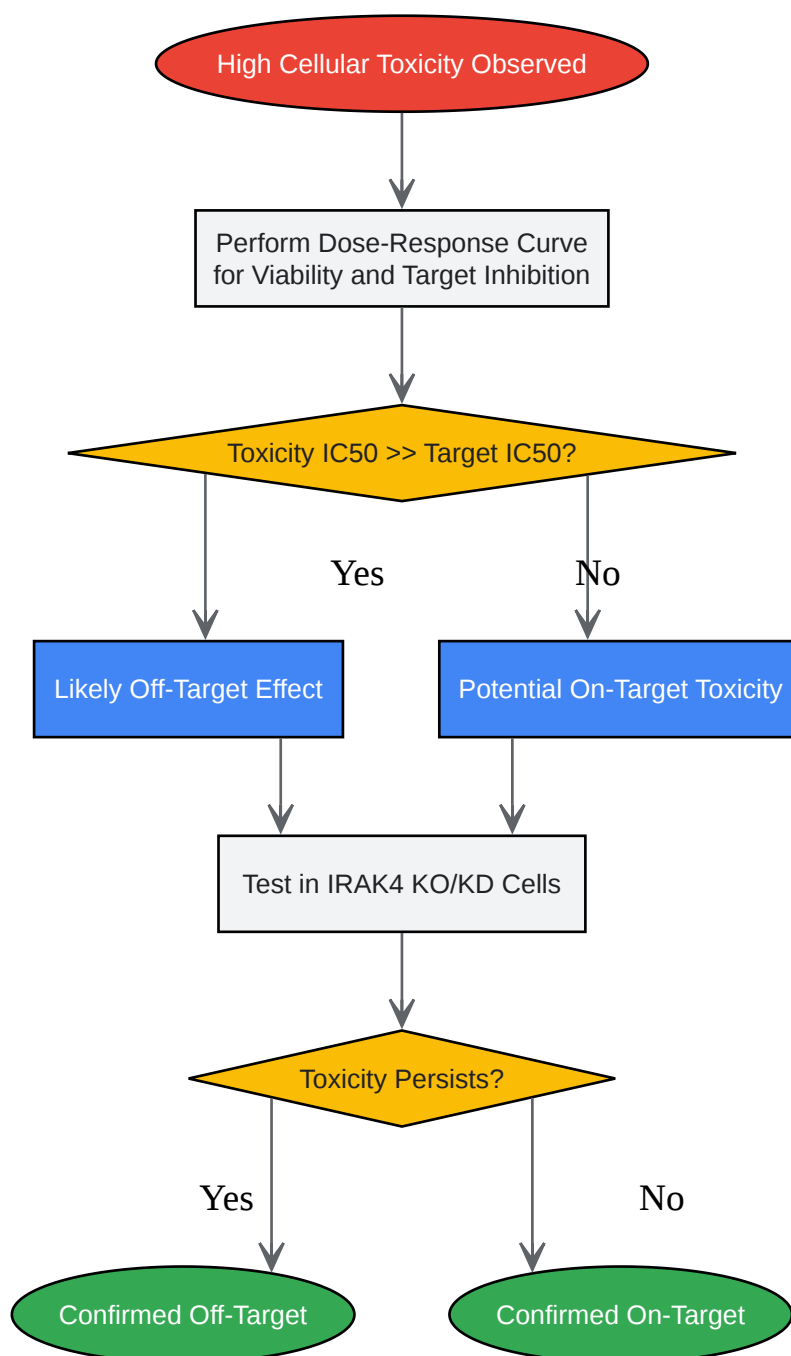 High Cellular Toxicity Observed
Perform Dose-Response Curve
for Viability and Target Inhibition
Toxicity IC50 >> Target IC50?
Yes
No
Likely Off-Target Effect
Potential On-Target Toxicity
Test in IRAK4 KO/KD Cells
Toxicity Persists?
Yes
No
Confirmed Off-Target
Confirmed On-Target